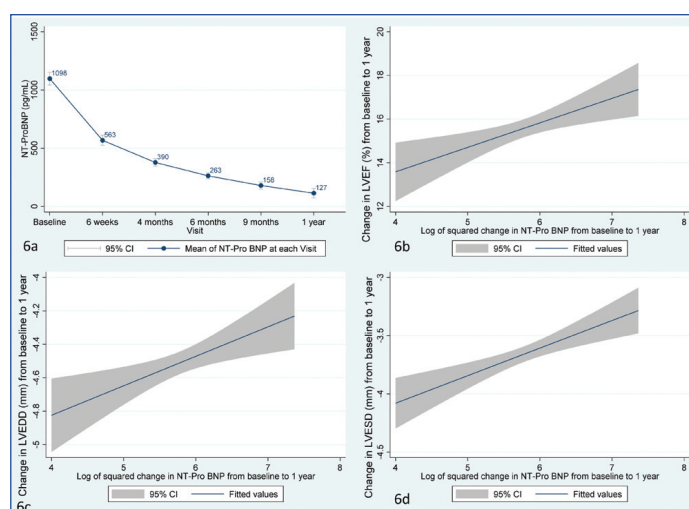 1500
1000
500
0
NT-ProBNP (pg/mL)
1098
563
390
263
158
127
Baseline 6 weeks 4 months 6 months 9 months 1 year
Visit
95% CI Mean of NT-Pro BNP at each Visit
6a
20
18
16
14
12
Change in LVEF (%) from baseline to 1 year
4 5 6 7 8
Log of squared change in NT-Pro BNP from baseline to 1 year
95% CI Fitted values
6b
-4
-4.2
-4.4
-4.6
-4.8
-5
Change in LVEDD (mm) from baseline to 1 year
4 5 6 7 8
Log of squared change in NT-Pro BNP from baseline to 1 year
95% CI Fitted values
6c
-3
-3.5
-4
-4.5
Change in LVESD (mm) from baseline to 1 year
4 5 6 7 8
Log of squared change in NT-Pro BNP from baseline to 1 year
95% CI Fitted values
6d